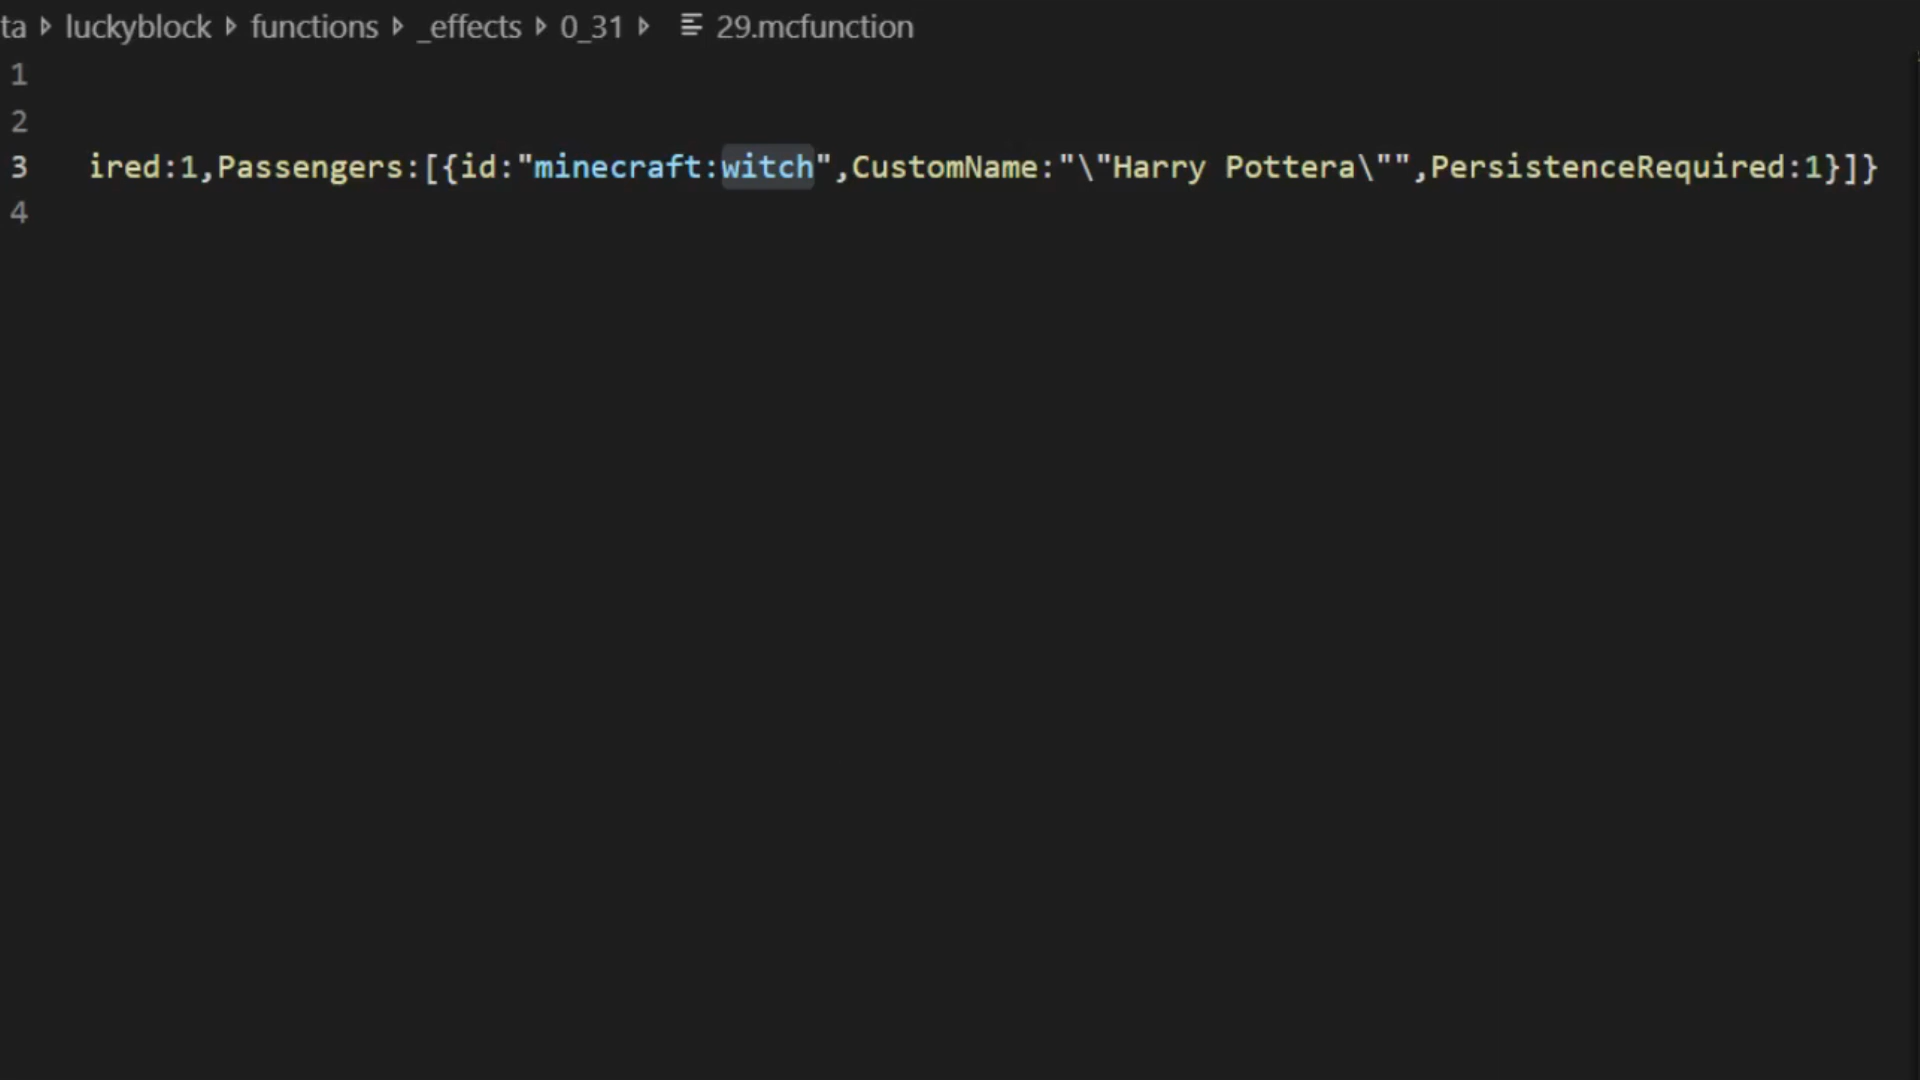 ta luckyblock functions _effects 0_31 29.mcfunction
1
2
3 ired:1,Passengers:[{id:"minecraft:witch",CustomName:"\"Harry Pottera\"",PersistenceRequired:1}]}
4